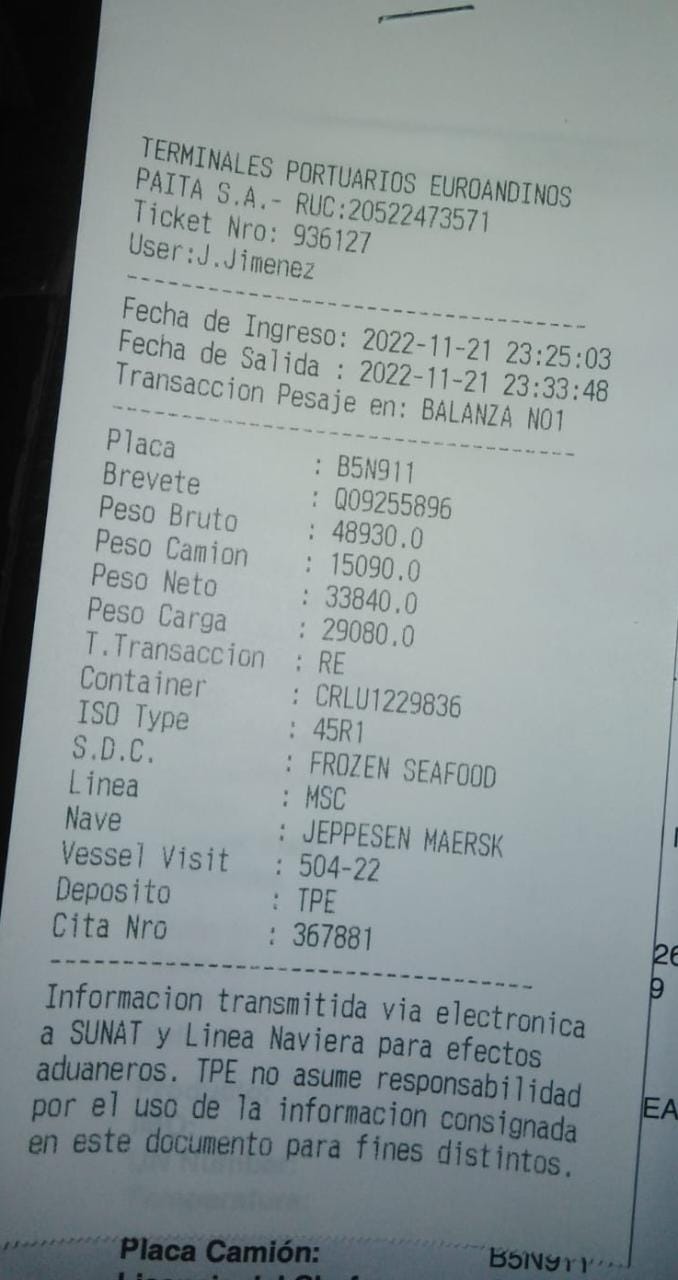 TERMINALES PORTUARIOS EUROANDINOS
PAITA S.A.- RUC:20522473571
Ticket Nro: 936127
User:J.Jimenez
--------------------------------------
Fecha de Ingreso: 2022-11-21 23:25:03
Fecha de Salida : 2022-11-21 23:33:48
Transaccion Pesaje en: BALANZA NO1
--------------------------------------
Placa : B5N911
Brevete : Q09255896
Peso Bruto : 48930.0
Peso Camion : 15090.0
Peso Neto : 33840.0
Peso Carga : 29080.0
T.Transaccion : RE
Container : CRLU1229836
ISO Type : 45R1
S.D.C. : FROZEN SEAFOOD
Linea : MSC
Nave : JEPPESEN MAERSK
Vessel Visit : 504-22
Deposito : TPE
Cita Nro : 367881
--------------------------------------
Informacion transmitida via electronica
a SUNAT y Linea Naviera para efectos
aduaneros. TPE no asume responsabilidad
por el uso de la informacion consignada
en este documento para fines distintos.
Placa Camión: B5N911
26
9
EA